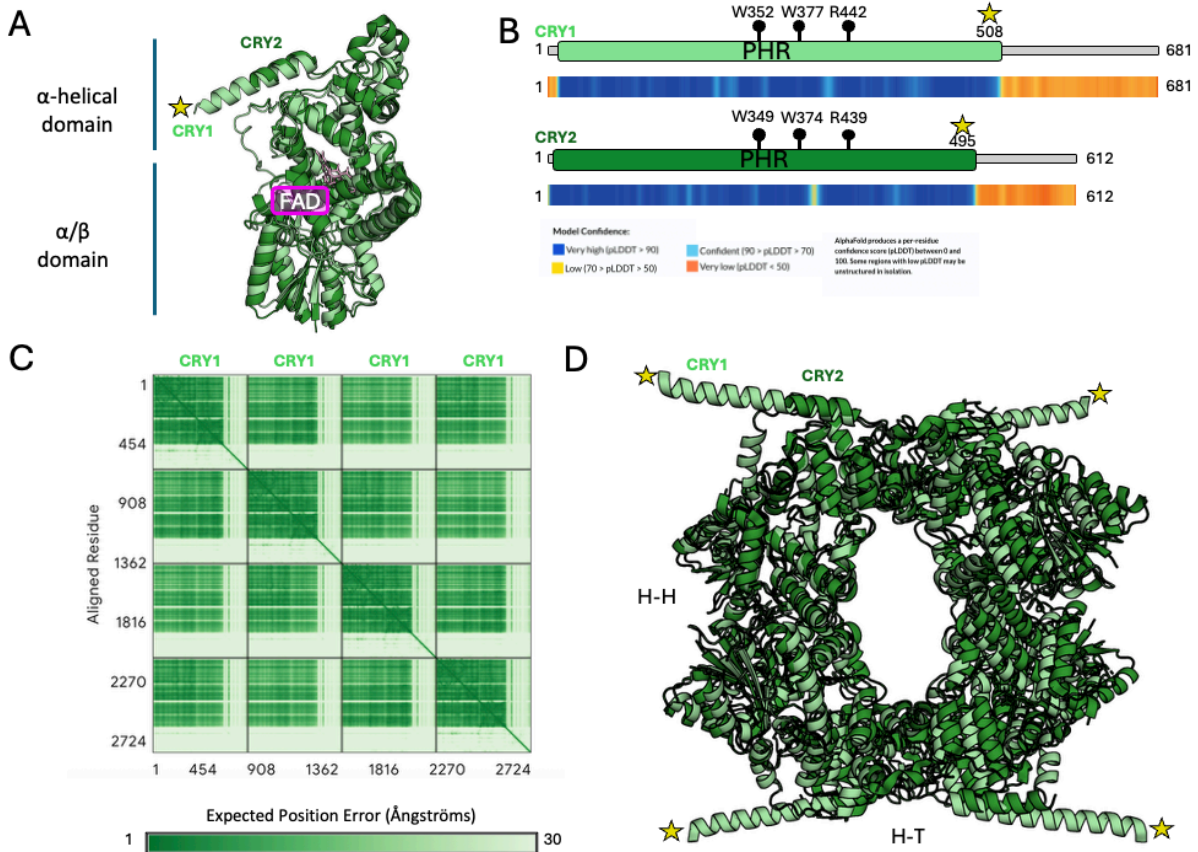 A
CRY2
α-helical
domain
CRY1
FAD
α/β
domain
B
W352 W377 R442
508
CRY1
1 PHR 681
1 681
W349 W374 R439
495
CRY2
1 PHR 612
1 612
Model Confidence:
Very high (pLDDT > 90)
Confident (90 > pLDDT > 70)
Low (70 > pLDDT > 50)
Very low (pLDDT < 50)
AlphaFold produces a per-residue
confidence score (pLDDT) between 0 and
100. Some regions with low pLDDT may be
unstructured in isolation.
C
CRY1 CRY1 CRY1 CRY1
1
454
908
1362
1816
2270
2724
Aligned Residue
1 454 908 1362 1816 2270 2724
Expected Position Error (Ångströms)
1 30
D
CRY1 CRY2
H-H
H-T